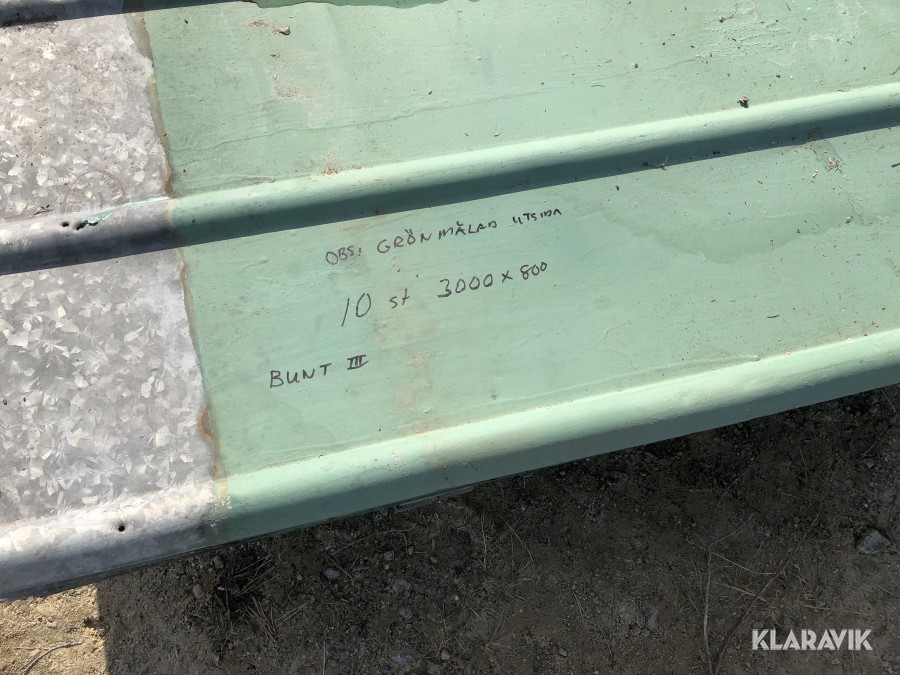 OBS. GRÖNMÅLAD UTSIDA
10 st 3000 x 800
BUNT III
KLARAVIK